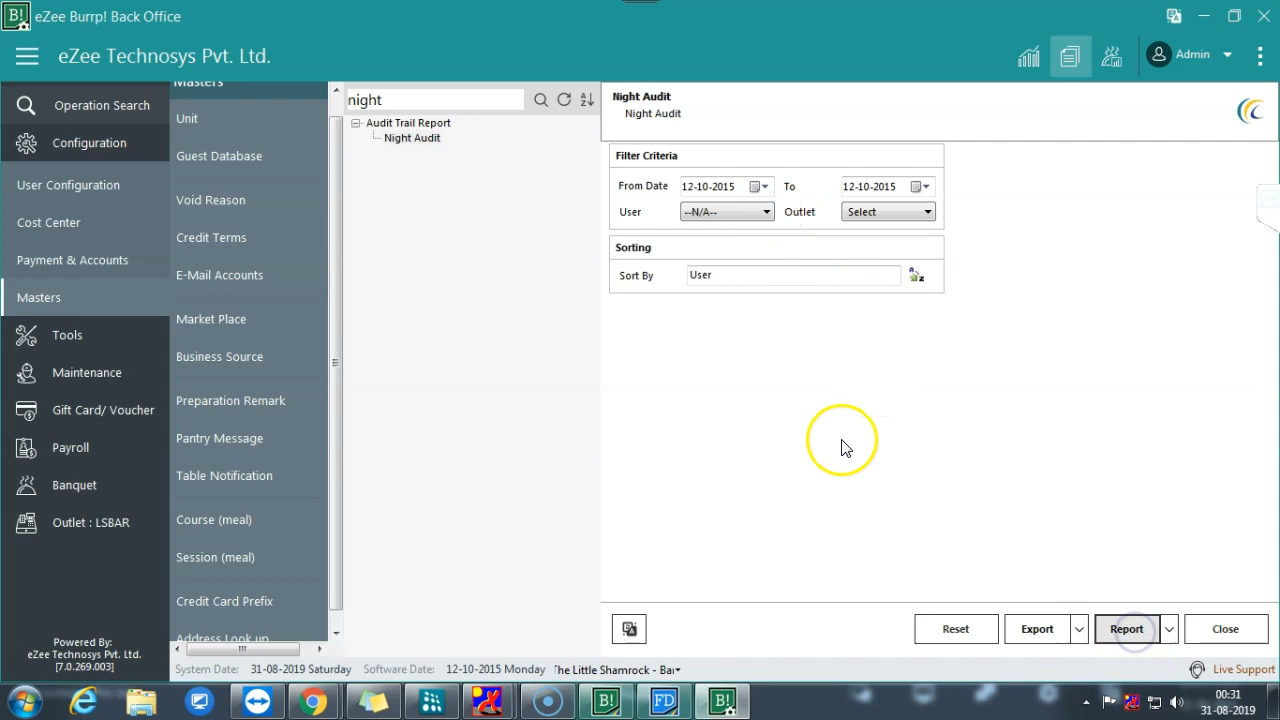 B! eZee Burrp! Back Office
eZee Technosys Pvt. Ltd.
Admin
Operation Search
Configuration
User Configuration
Cost Center
Payment & Accounts
Masters
Tools
Maintenance
Gift Card/ Voucher
Payroll
Banquet
Outlet : LSBAR
Powered By:
eZee Technosys Pvt. Ltd.
[7.0.269.003]
Masters
Unit
Guest Database
Void Reason
Credit Terms
E-Mail Accounts
Market Place
Business Source
Preparation Remark
Pantry Message
Table Notification
Course (meal)
Session (meal)
Credit Card Prefix
Address Look up
night
Audit Trail Report
Night Audit
Night Audit
Night Audit
Filter Criteria
From Date 12-10-2015 To 12-10-2015
User --N/A-- Outlet Select
Sorting
Sort By User
Reset Export Report Close
System Date: 31-08-2019 Saturday Software Date: 12-10-2015 Monday The Little Shamrock - Bar
Live Support
B! FD B!
00:31
31-08-2019